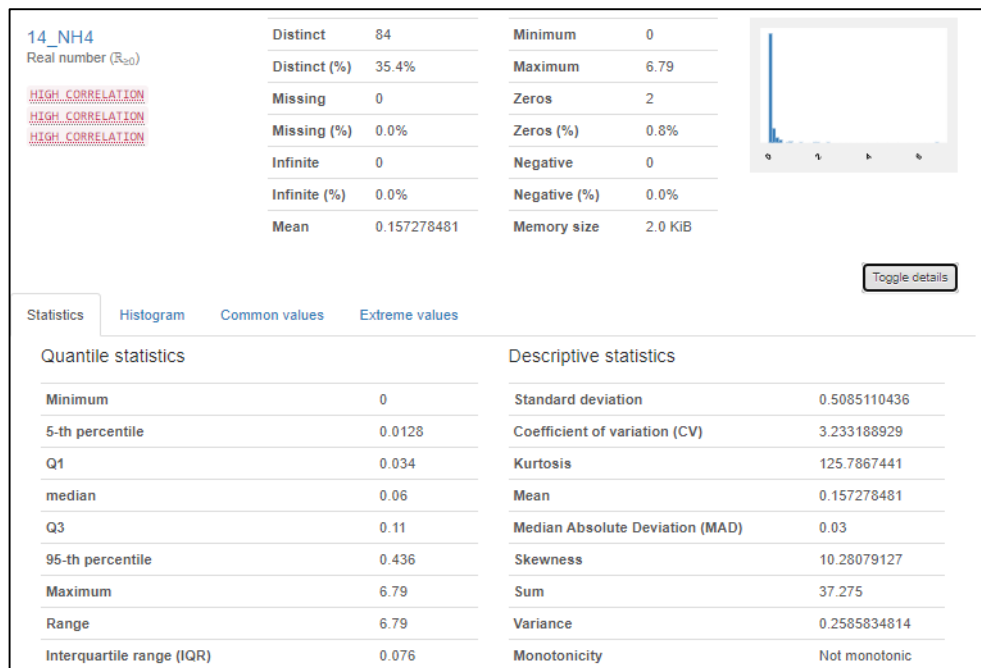 14_NH4
Real number (ℝ≥0)
HIGH CORRELATION
HIGH CORRELATION
HIGH CORRELATION
Distinct 84
Distinct (%) 35.4%
Missing 0
Missing (%) 0.0%
Infinite 0
Infinite (%) 0.0%
Mean 0.157278481
Minimum 0
Maximum 6.79
Zeros 2
Zeros (%) 0.8%
Negative 0
Negative (%) 0.0%
Memory size 2.0 KiB
0 2 4 6
Toggle details
Statistics Histogram Common values Extreme values
Quantile statistics
Minimum 0
5-th percentile 0.0128
Q1 0.034
median 0.06
Q3 0.11
95-th percentile 0.436
Maximum 6.79
Range 6.79
Interquartile range (IQR) 0.076
Descriptive statistics
Standard deviation 0.5085110436
Coefficient of variation (CV) 3.233188929
Kurtosis 125.7867441
Mean 0.157278481
Median Absolute Deviation (MAD) 0.03
Skewness 10.28079127
Sum 37.275
Variance 0.2585834814
Monotonicity Not monotonic